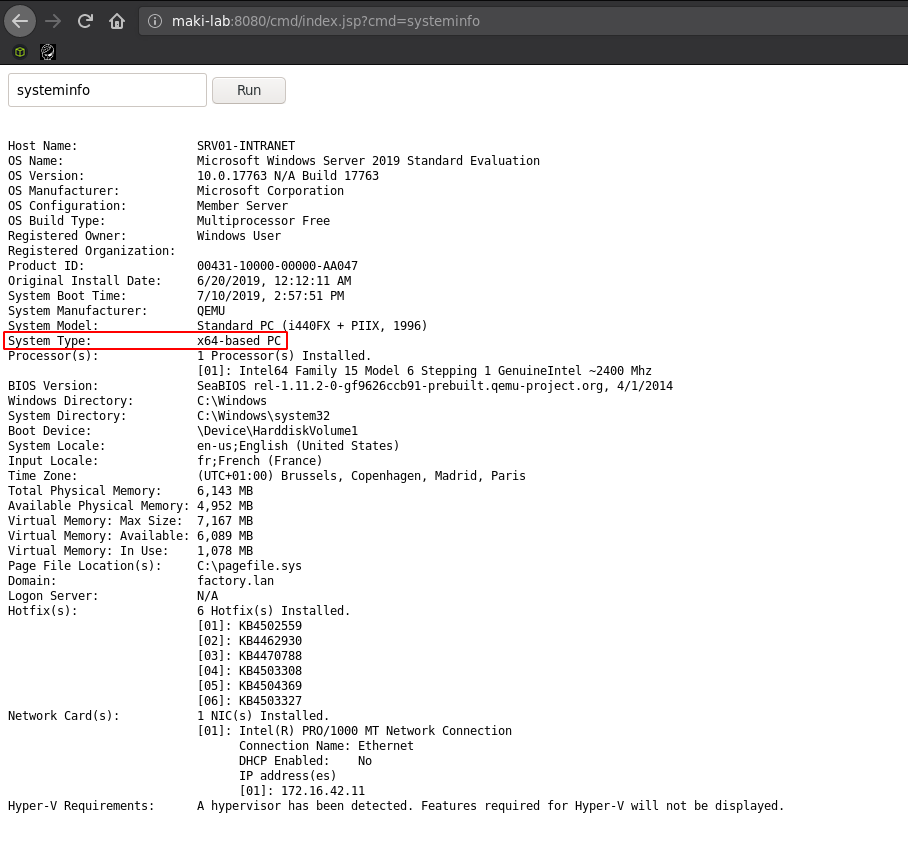 maki-lab:8080/cmd/index.jsp?cmd=systeminfo
systeminfo Run
Host Name: SRV01-INTRANET
OS Name: Microsoft Windows Server 2019 Standard Evaluation
OS Version: 10.0.17763 N/A Build 17763
OS Manufacturer: Microsoft Corporation
OS Configuration: Member Server
OS Build Type: Multiprocessor Free
Registered Owner: Windows User
Registered Organization:
Product ID: 00431-10000-00000-AA047
Original Install Date: 6/20/2019, 12:12:11 AM
System Boot Time: 7/10/2019, 2:57:51 PM
System Manufacturer: QEMU
System Model: Standard PC (i440FX + PIIX, 1996)
System Type: x64-based PC
Processor(s): 1 Processor(s) Installed.
[01]: Intel64 Family 15 Model 6 Stepping 1 GenuineIntel ~2400 Mhz
BIOS Version: SeaBIOS rel-1.11.2-0-gf9626ccb91-prebuilt.qemu-project.org, 4/1/2014
Windows Directory: C:\Windows
System Directory: C:\Windows\system32
Boot Device: \Device\HarddiskVolume1
System Locale: en-us;English (United States)
Input Locale: fr;French (France)
Time Zone: (UTC+01:00) Brussels, Copenhagen, Madrid, Paris
Total Physical Memory: 6,143 MB
Available Physical Memory: 4,952 MB
Virtual Memory: Max Size: 7,167 MB
Virtual Memory: Available: 6,089 MB
Virtual Memory: In Use: 1,078 MB
Page File Location(s): C:\pagefile.sys
Domain: factory.lan
Logon Server: N/A
Hotfix(s): 6 Hotfix(s) Installed.
[01]: KB4502559
[02]: KB4462930
[03]: KB4470788
[04]: KB4503308
[05]: KB4504369
[06]: KB4503327
Network Card(s): 1 NIC(s) Installed.
[01]: Intel(R) PRO/1000 MT Network Connection
Connection Name: Ethernet
DHCP Enabled: No
IP address(es)
[01]: 172.16.42.11
Hyper-V Requirements: A hypervisor has been detected. Features required for Hyper-V will not be displayed.